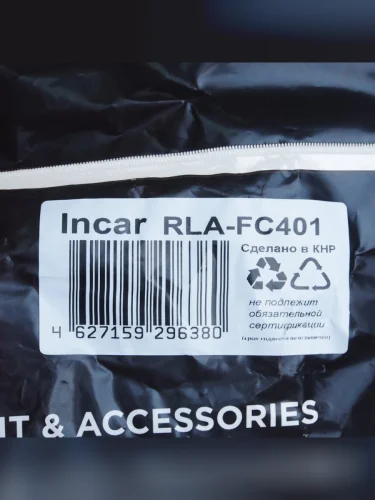 Incar RLA-FC401
Сделано в КНР
не подлежит
обязательной
сертификации
4 627159 296380
IT & ACCESSORIES